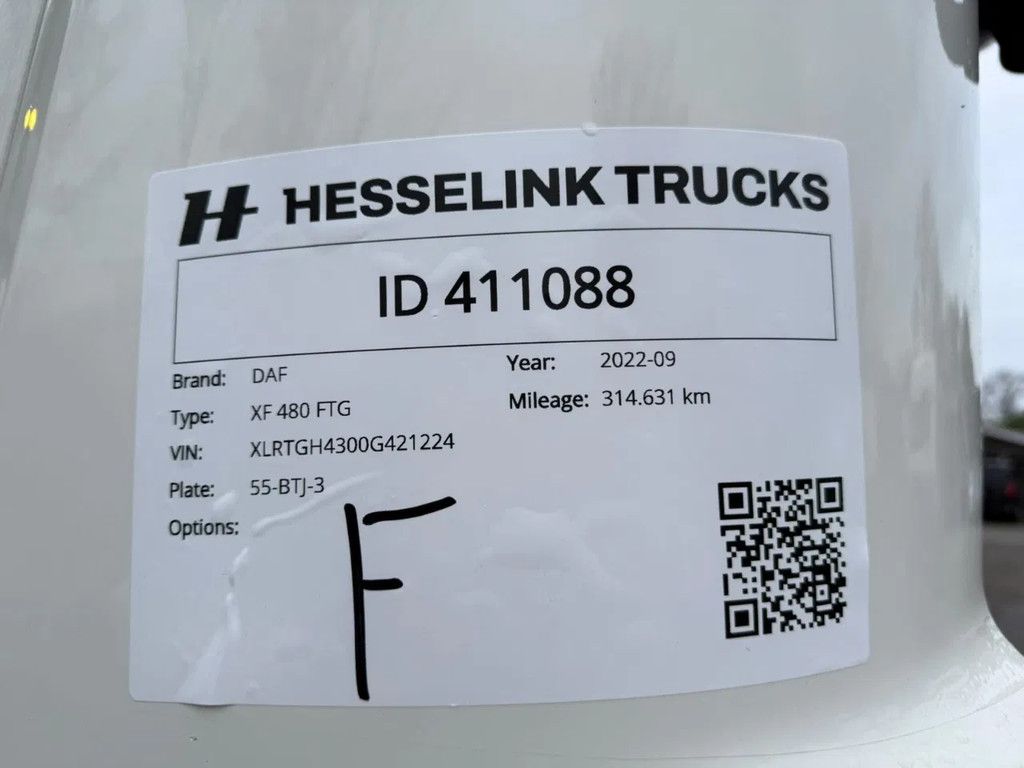 H HESSELINK TRUCKS
ID 411088
Brand: DAF
Type: XF 480 FTG
VIN: XLRTGH4300G421224
Plate: 55-BTJ-3
Options:
Year: 2022-09
Mileage: 314.631 km
F